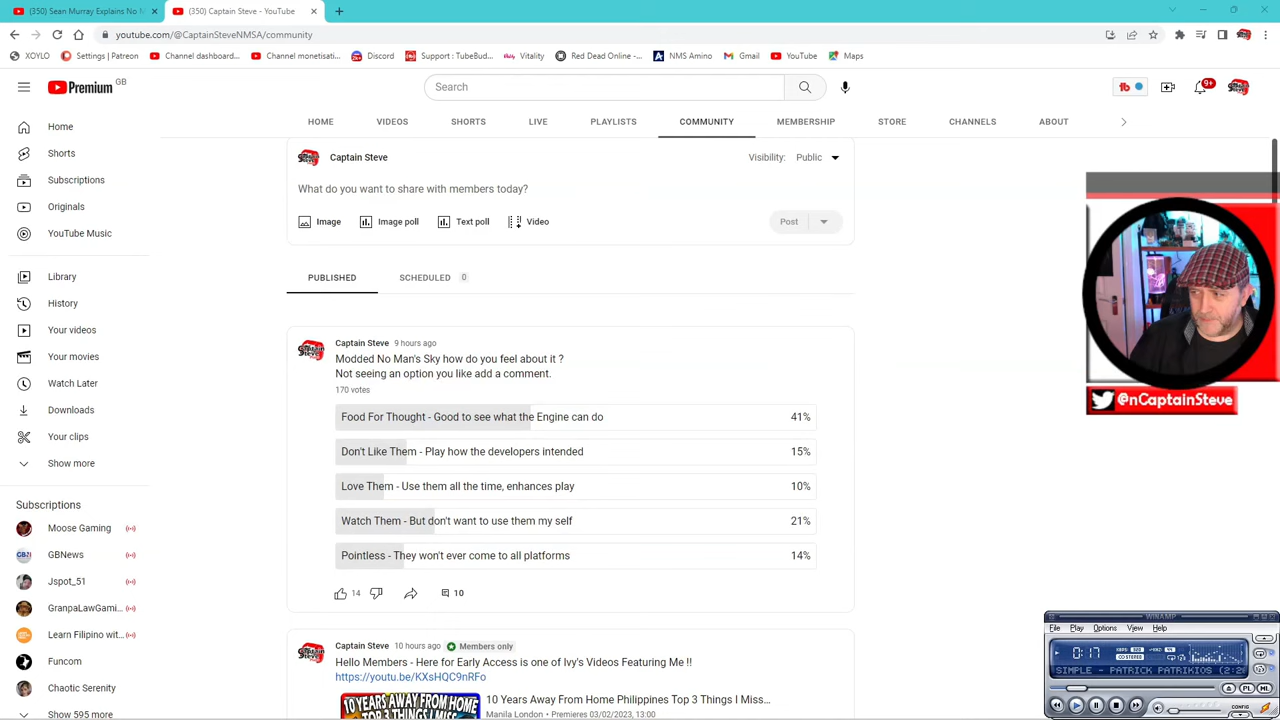 (350) Sean Murray Explains No M
(350) Captain Steve - YouTube
youtube.com/@CaptainSteveNMSA/community
XOYLO
Settings | Patreon
Channel dashboard...
Channel monetisati...
Discord
Support : TubeBud...
Vitality
Red Dead Online -...
NMS Amino
Gmail
YouTube
Maps
Premium GB
Search
9+
HOME
VIDEOS
SHORTS
LIVE
PLAYLISTS
COMMUNITY
MEMBERSHIP
STORE
CHANNELS
ABOUT
Home
Shorts
Subscriptions
Originals
YouTube Music
Library
History
Your videos
Your movies
Watch Later
Downloads
Your clips
Show more
Subscriptions
Moose Gaming
GBNews
Jspot_51
GranpaLawGami...
Learn Filipino wit...
Funcom
Chaotic Serenity
Show 595 more
Captain Steve
Visibility: Public
What do you want to share with members today?
Image
Image poll
Text poll
Video
Post
PUBLISHED
SCHEDULED 0
Captain Steve 9 hours ago
Modded No Man's Sky how do you feel about it ?
Not seeing an option you like add a comment.
170 votes
Food For Thought - Good to see what the Engine can do 41%
Don't Like Them - Play how the developers intended 15%
Love Them - Use them all the time, enhances play 10%
Watch Them - But don't want to use them my self 21%
Pointless - They won't ever come to all platforms 14%
14
10
Captain Steve 10 hours ago Members only
Hello Members - Here for Early Access is one of Ivy's Videos Featuring Me !!
https://youtu.be/KXsHQC9nRFo
10 YEARS AWAY FROM HOME
10 Years Away From Home Philippines Top 3 Things I Miss...
Manila London • Premieres 03/02/2023, 13:00
@nCaptainSteve
WINAMP
File Play Options View Help
0:17
SIMPLE - PATRICK PATRIKIOS (2:2
PL
ML
CONFIG